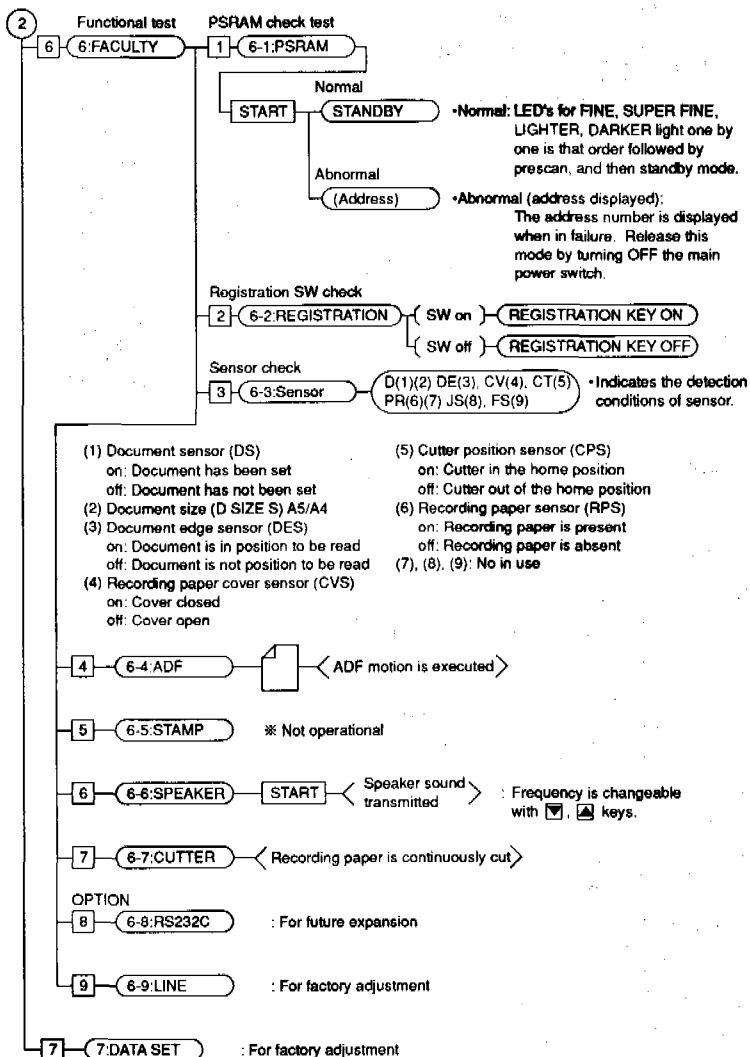 2
Functional test PSRAM check test
6 6:FACULTY 1 6-1:PSRAM
Normal
START STANDBY •Normal: LED's for FINE, SUPER FINE,
LIGHTER, DARKER light one by
one is that order followed by
prescan, and then standby mode.
Abnormal
(Address) •Abnormal (address displayed):
The address number is displayed
when in failure. Release this
mode by turning OFF the main
power switch.
Registration SW check
2 6-2:REGISTRATION SW on REGISTRATION KEY ON
SW off REGISTRATION KEY OFF
Sensor check
3 6-3:Sensor D(1)(2) DE(3), CV(4), CT(5) •Indicates the detection
PR(6)(7) JS(8), FS(9) conditions of sensor.
(1) Document sensor (DS)
on: Document has been set
off: Document has not been set
(2) Document size (D SIZE S) A5/A4
(3) Document edge sensor (DES)
on: Document is in position to be read
off: Document is not position to be read
(4) Recording paper cover sensor (CVS)
on: Cover closed
off: Cover open
(5) Cutter position sensor (CPS)
on: Cutter in the home position
off: Cutter out of the home position
(6) Recording paper sensor (RPS)
on: Recording paper is present
off: Recording paper is absent
(7), (8), (9): No in use
4 6-4:ADF ADF motion is executed
5 6-5:STAMP ※ Not operational
6 6-6:SPEAKER START Speaker sound : Frequency is changeable
transmitted with ▼, ▲ keys.
7 6-7:CUTTER Recording paper is continuously cut
OPTION
8 6-8:RS232C : For future expansion
9 6-9:LINE : For factory adjustment
7 7:DATA SET : For factory adjustment